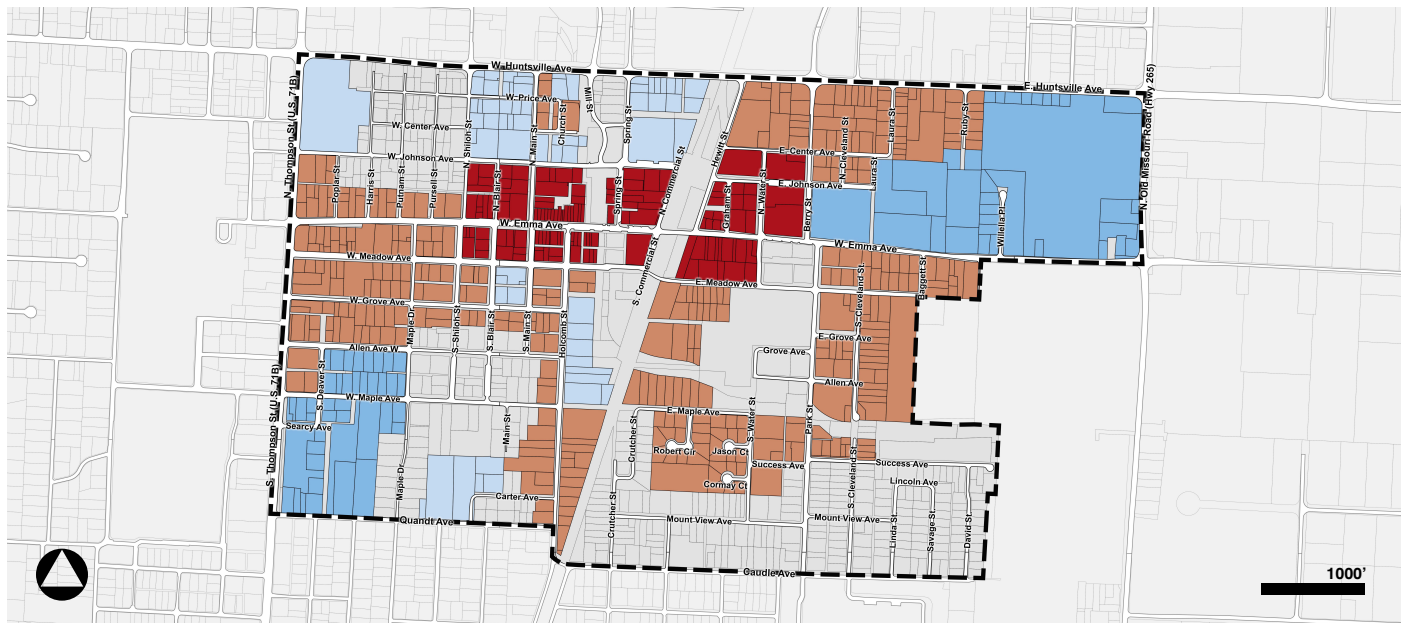 W. Huntsville Ave
E. Huntsville Ave
N. Thompson St (U.S. 71B)
N. Old Missouri Road (Hwy 265)
W. Price Ave
Mill St
Church St
Spring St
W. Center Ave
N. Shiloh St
N. Main St
Hewitt St
N. Cleveland St
Laura St
Ruby St
W. Johnson Ave
E. Center Ave
Poplar St
Harris St
Putnam St
Pursell St
N. Blair St
Spring St
N. Commercial St
Graham St
N. Water St
E. Johnson Ave
Laura St
Berry St
Willella Pl
W. Emma Ave
W. Emma Ave
W. Meadow Ave
S. Commercial St
E. Meadow Ave
S. Cleveland St.
Baggett St
W. Grove Ave
Maple Dr.
S. Shiloh St
S. Blair St
S. Main St
Holcomb St
E. Grove Ave
Grove Ave
Allen Ave W
S. Deaver St
Allen Ave
S. Thompson St (U.S. 71B)
W. Maple Ave
E. Maple Ave
Searcy Ave
Main St
Crutcher St
S. Water St
Park St
Robert Cir
Jason Ct
Success Ave
Success Ave
Maple Dr
Cormay Ct
S. Cleveland St
Lincoln Ave
Carter Ave
Crutcher St
Quandt Ave
Mount View Ave
Mount View Ave
Linda St.
Savage St.
David St.
Caudle Ave
1000'